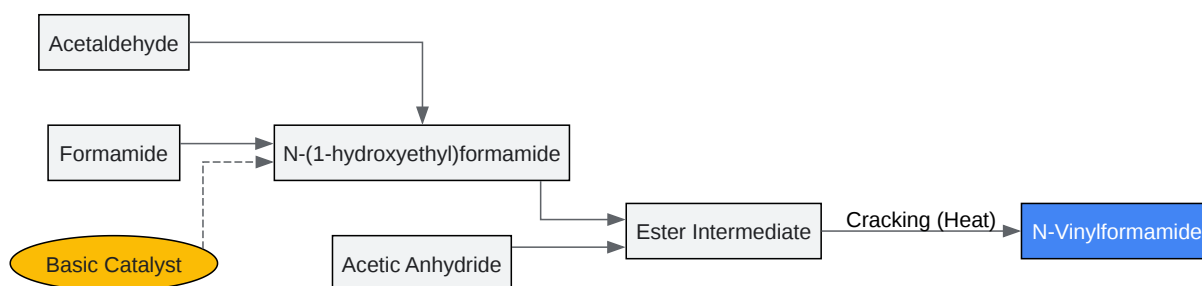 Acetaldehyde
Formamide
N-(1-hydroxyethyl)formamide
Basic Catalyst
Acetic Anhydride
Ester Intermediate
Cracking (Heat)
N-Vinylformamide